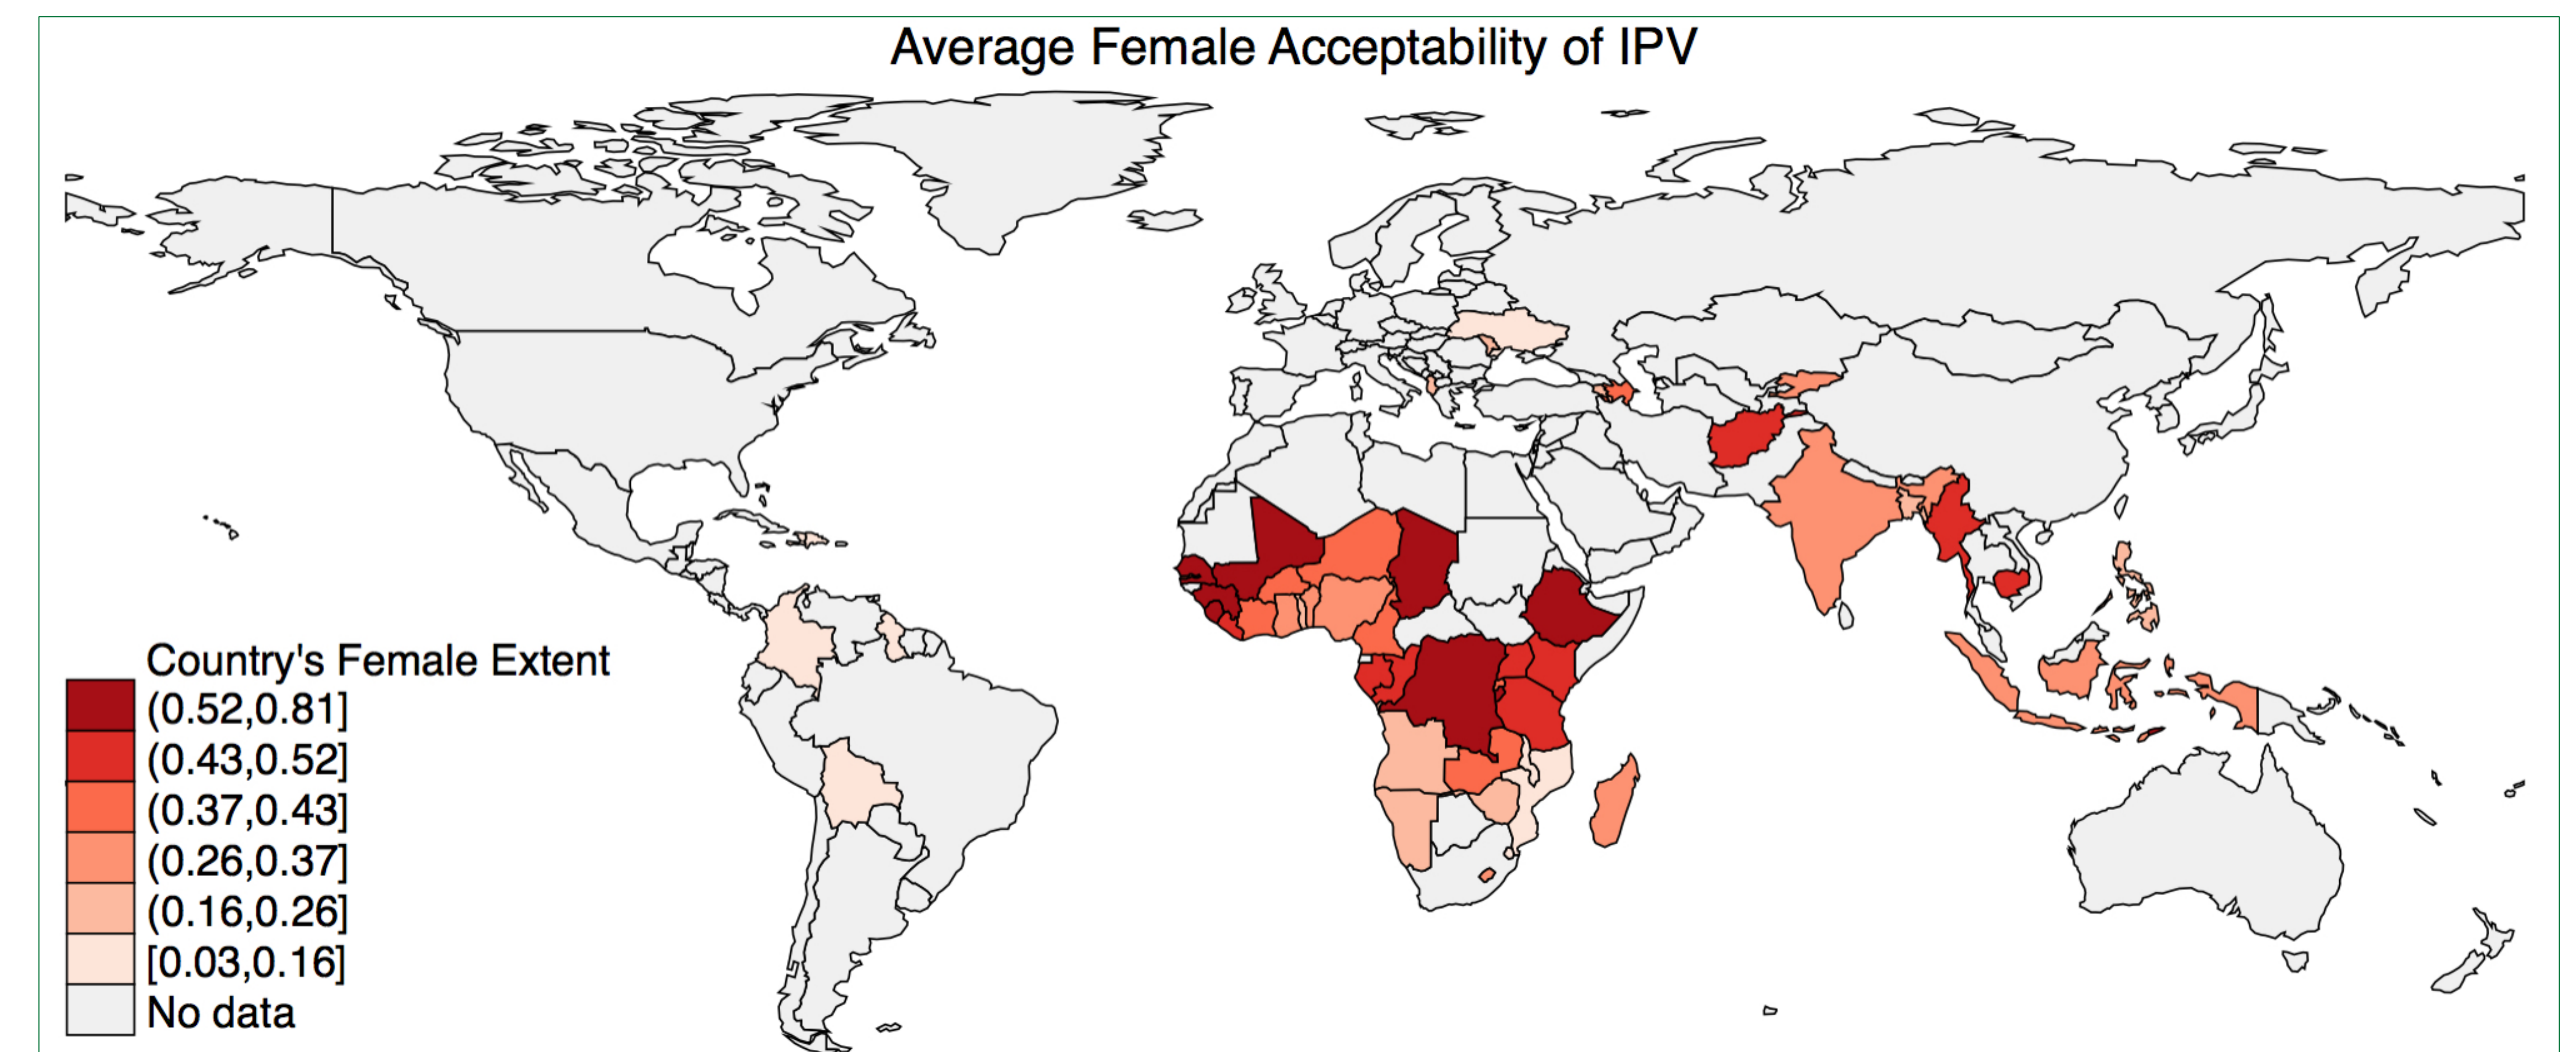 Average Female Acceptability of IPV
Country's Female Extent
(0.52,0.81]
(0.43,0.52]
(0.37,0.43]
(0.26,0.37]
(0.16,0.26]
[0.03,0.16]
No data